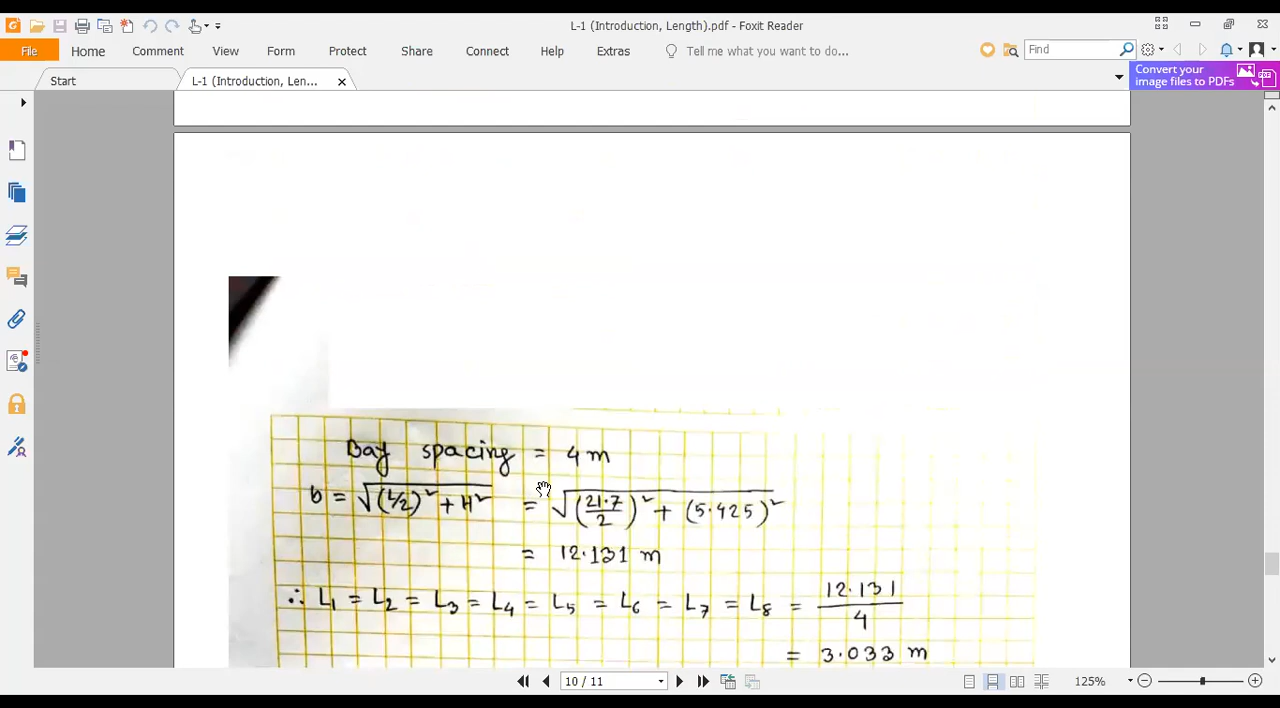 L-1 (Introduction, Length).pdf - Foxit Reader
File Home Comment View Form Protect Share Connect Help Extras Tell me what you want to do... Find
Start L-1 (Introduction, Len... Convert your
image files to PDFs
Bay spacing = 4 m
b = √((L/2)² + H²) = √((21.7/2)² + (5.425)²)
= 12.131 m
∴ L₁ = L₂ = L₃ = L₄ = L₅ = L₆ = L₇ = L₈ = 12.131/4
= 3.033 m
10 / 11 125%